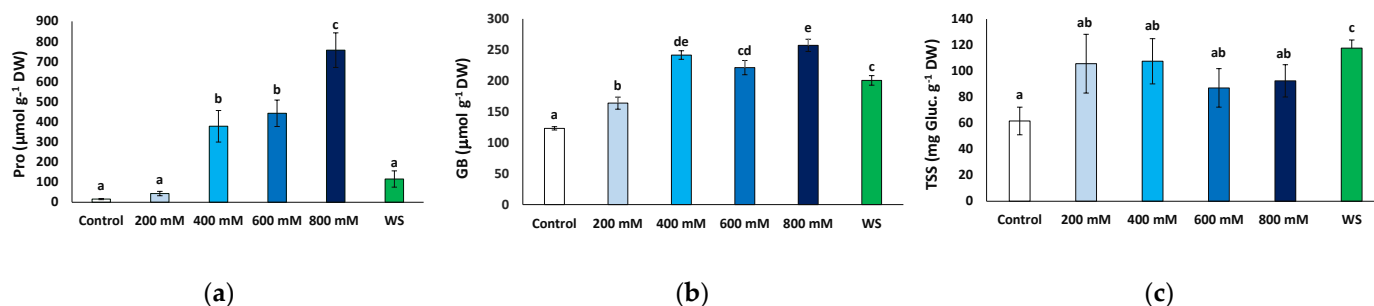 Pro (µmol g⁻¹ DW)
900
800
700
600
500
400
300
200
100
0
a
a
b
b
c
a
Control 200 mM 400 mM 600 mM 800 mM WS
(a)
GB (µmol g⁻¹ DW)
300
250
200
150
100
50
0
a
b
de
cd
e
c
Control 200 mM 400 mM 600 mM 800 mM WS
(b)
TSS (mg Gluc. g⁻¹ DW)
140.
120
100
80
60
40
20
0
a
ab
ab
ab
ab
c
Control 200 mM 400 mM 600 mM 800 mM WS
(c)